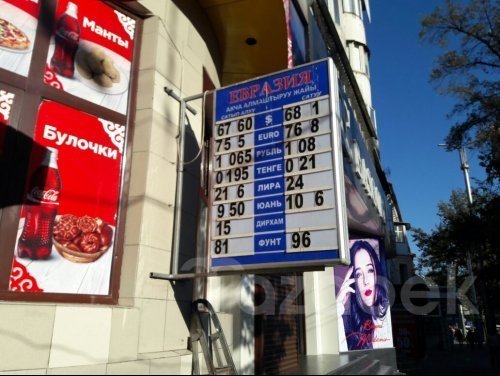 Манты
Булочки
Coca-Cola
ЕВРАЗИЯ
АКЧА АЛМАШТЫРУУ ЖАЙЫ
САТЫП АЛУУ САТУУ
67 60 $ 68 1
75 5 EURO 76 8
1 065 РУБЛЬ 1 08
0 195 ТЕНГЕ 0 21
21 6 ЛИРА 24
9 50 ЮАНЬ 10 6
15 ДИРХАМ
81 ФУНТ 96